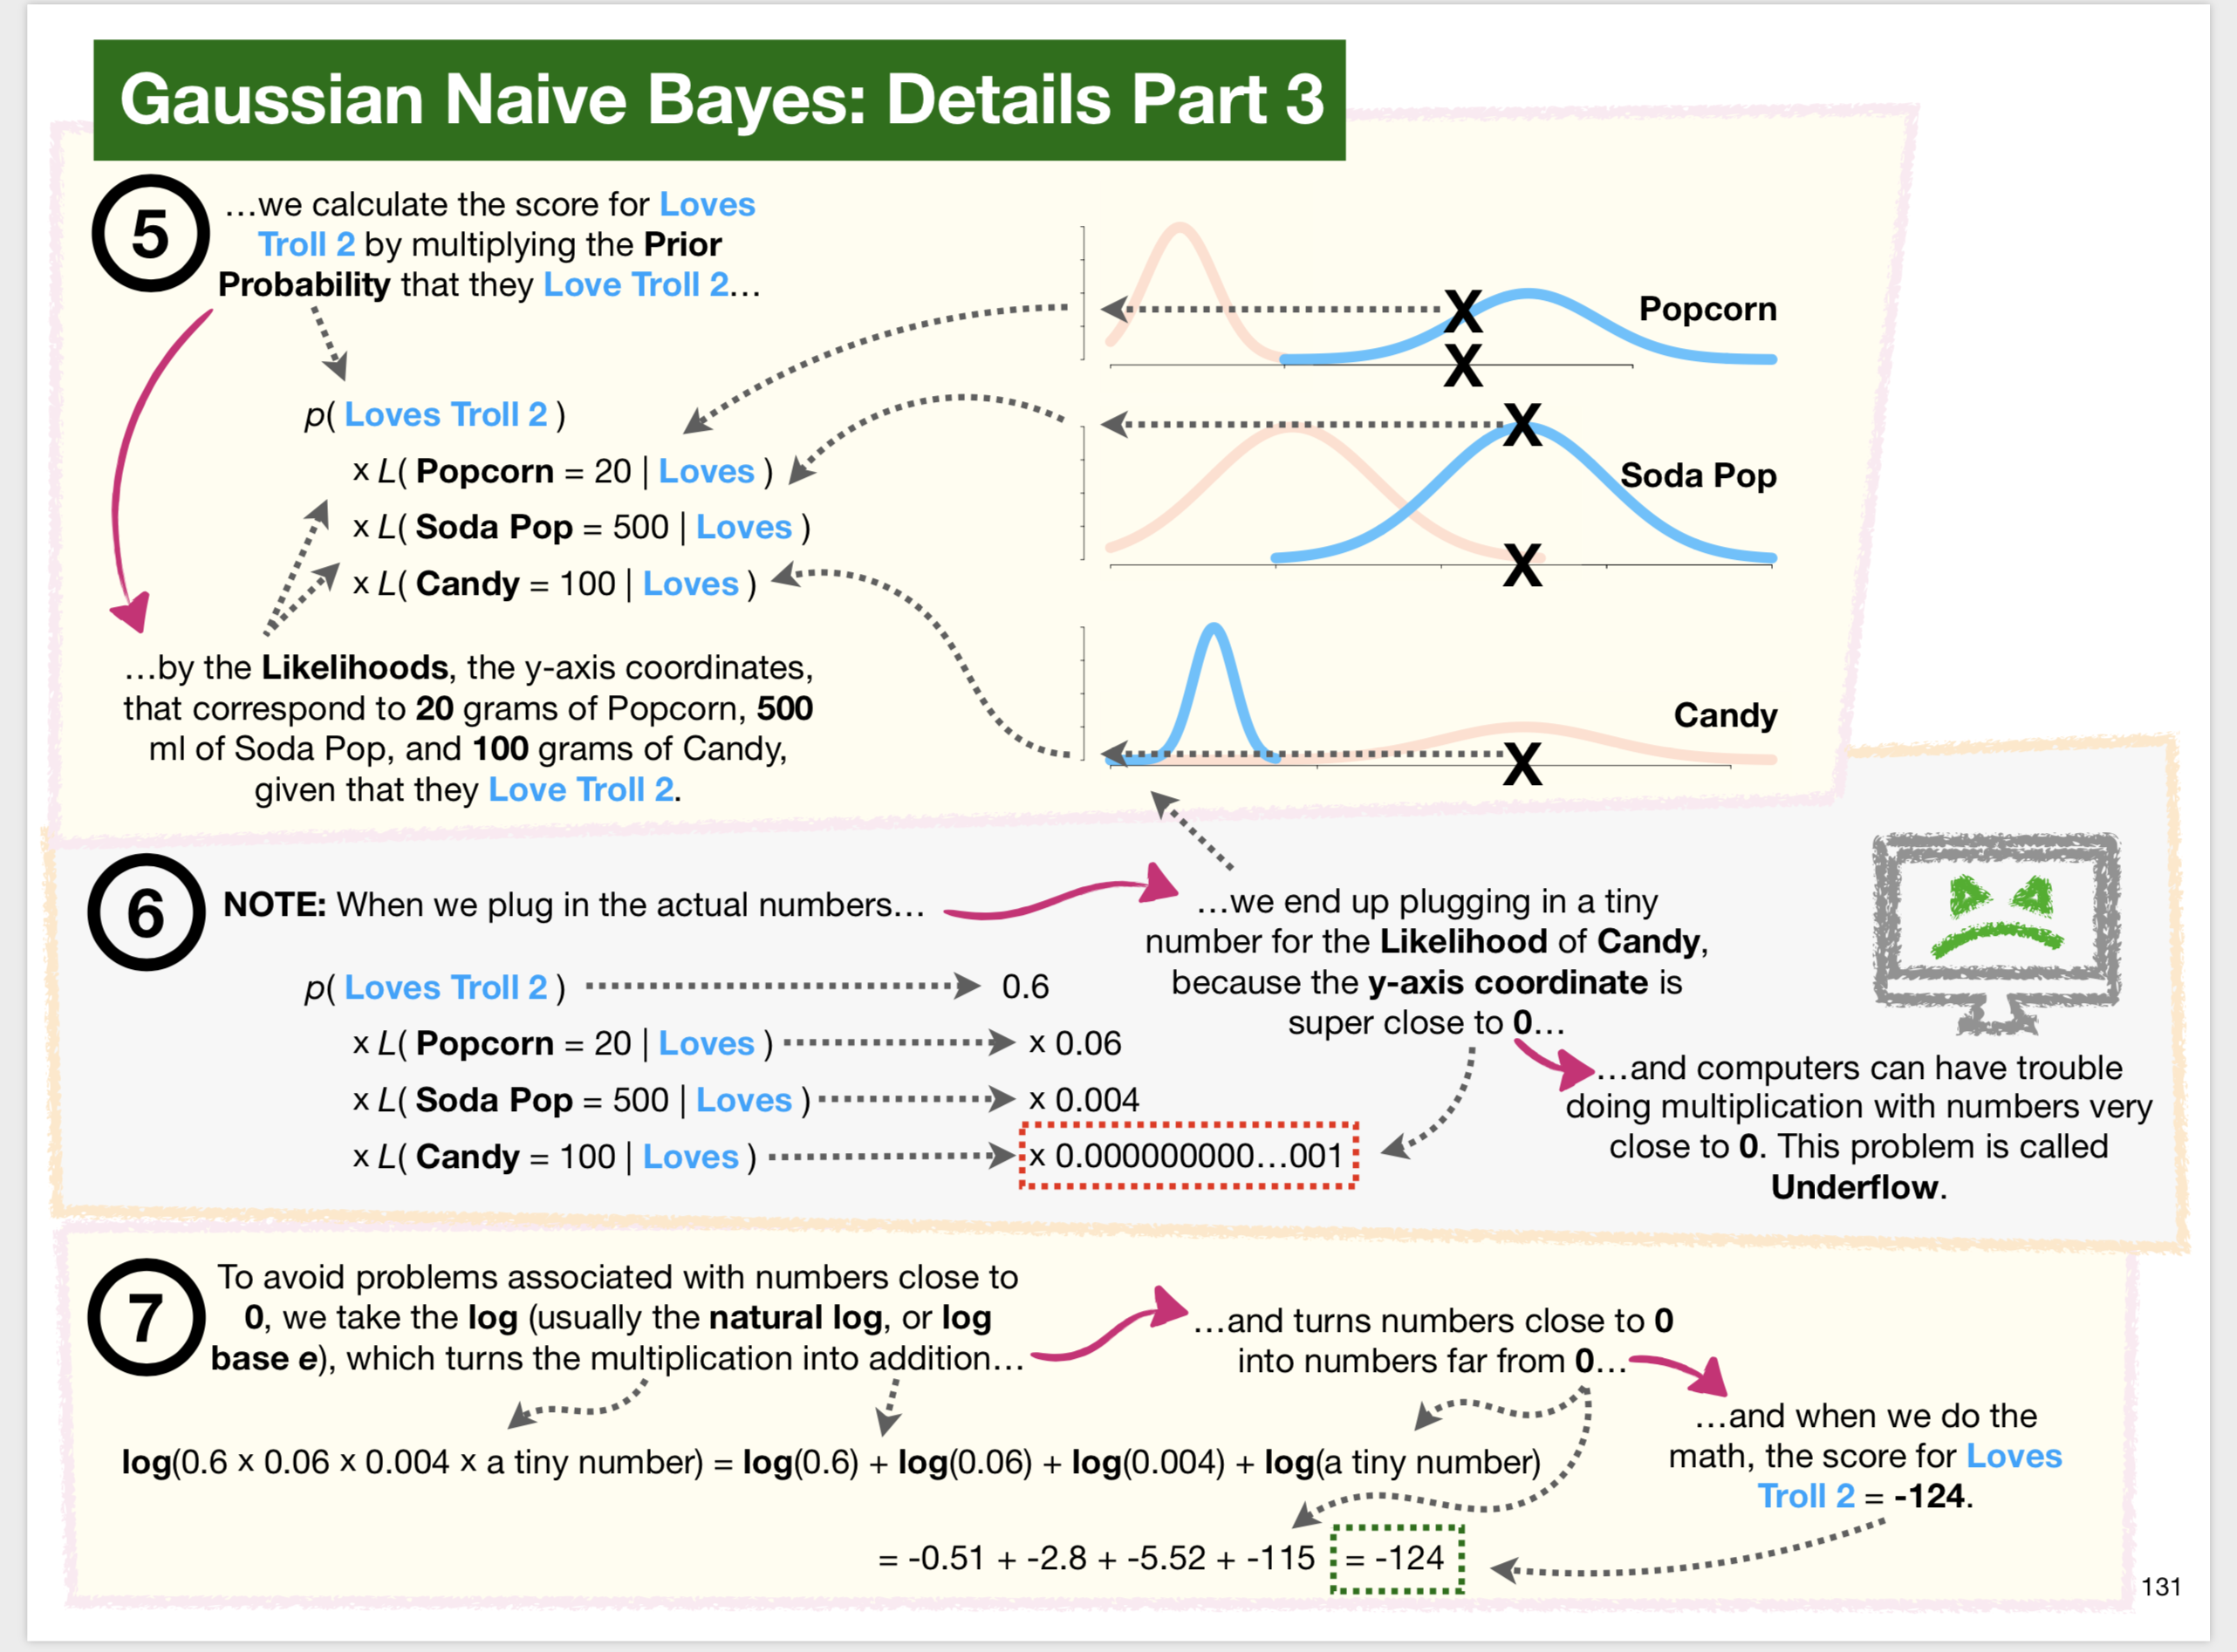 Gaussian Naive Bayes: Details Part 3
5
…we calculate the score for Loves
Troll 2 by multiplying the Prior
Probability that they Love Troll 2…
p( Loves Troll 2 )
x L( Popcorn = 20 | Loves )
x L( Soda Pop = 500 | Loves )
x L( Candy = 100 | Loves )
…by the Likelihoods, the y-axis coordinates,
that correspond to 20 grams of Popcorn, 500
ml of Soda Pop, and 100 grams of Candy,
given that they Love Troll 2.
X
Popcorn
X
X
Soda Pop
X
Candy
X
6
NOTE: When we plug in the actual numbers…
p( Loves Troll 2 ) 0.6
x L( Popcorn = 20 | Loves ) x 0.06
x L( Soda Pop = 500 | Loves ) x 0.004
x L( Candy = 100 | Loves ) x 0.000000000…001
…we end up plugging in a tiny
number for the Likelihood of Candy,
because the y-axis coordinate is
super close to 0…
…and computers can have trouble
doing multiplication with numbers very
close to 0. This problem is called
Underflow.
7
To avoid problems associated with numbers close to
0, we take the log (usually the natural log, or log
base e), which turns the multiplication into addition…
…and turns numbers close to 0
into numbers far from 0…
log(0.6 x 0.06 x 0.004 x a tiny number) = log(0.6) + log(0.06) + log(0.004) + log(a tiny number)
= -0.51 + -2.8 + -5.52 + -115 = -124
…and when we do the
math, the score for Loves
Troll 2 = -124.
131